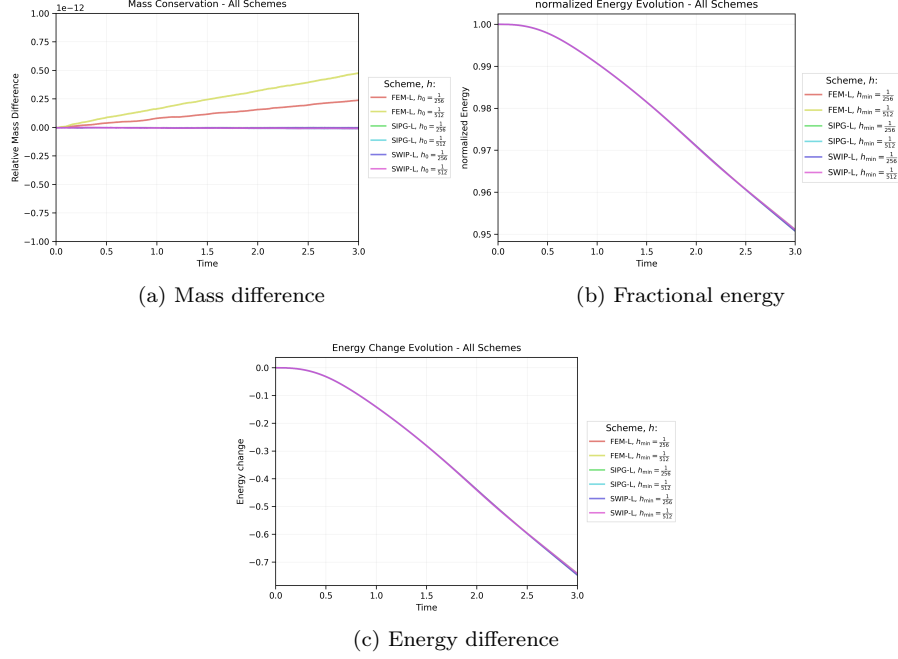 Mass Conservation - All Schemes
1e−12
1.00
0.75
0.50
0.25
0.00
−0.25
−0.50
−0.75
−1.00
Relative Mass Difference
0.0 0.5 1.0 1.5 2.0 2.5 3.0
Time
Scheme, h:
FEM-L, h₀ = 1/256
FEM-L, h₀ = 1/512
SIPG-L, h₀ = 1/256
SIPG-L, h₀ = 1/512
SWIP-L, h₀ = 1/256
SWIP-L, h₀ = 1/512
(a) Mass difference
normalized Energy Evolution - All Schemes
1.00
0.99
0.98
0.97
0.96
0.95
normalized Energy
0.0 0.5 1.0 1.5 2.0 2.5 3.0
Time
Scheme, h:
FEM-L, hmin = 1/256
FEM-L, hmin = 1/512
SIPG-L, hmin = 1/256
SIPG-L, hmin = 1/512
SWIP-L, hmin = 1/256
SWIP-L, hmin = 1/512
(b) Fractional energy
Energy Change Evolution - All Schemes
0.0
−0.1
−0.2
−0.3
−0.4
−0.5
−0.6
−0.7
Energy change
0.0 0.5 1.0 1.5 2.0 2.5 3.0
Time
Scheme, h:
FEM-L, hmin = 1/256
FEM-L, hmin = 1/512
SIPG-L, hmin = 1/256
SIPG-L, hmin = 1/512
SWIP-L, hmin = 1/256
SWIP-L, hmin = 1/512
(c) Energy difference